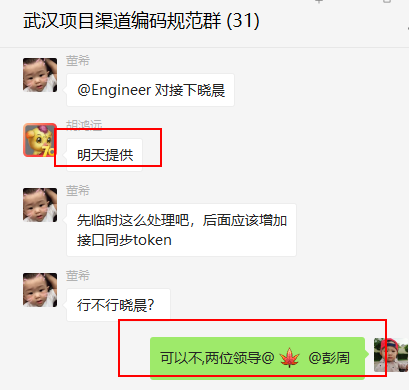 武汉项目渠道编码规范群 (31)
董希
@Engineer 对接下晓晨
胡鸿远
明天提供
董希
先临时这么处理吧，后面应该增加
接口同步token
董希
行不行晓晨？
可以不,两位领导@🍁 @彭周